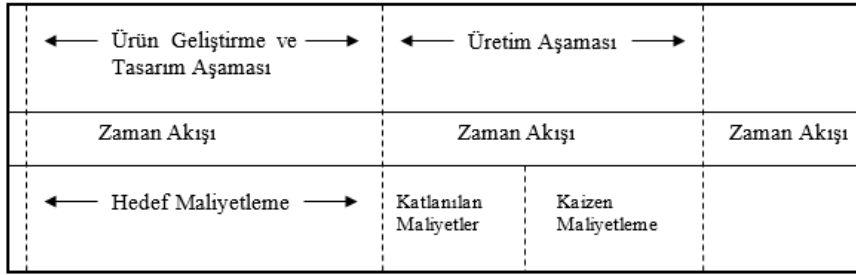 Ürün Geliştirme ve
Tasarım Aşaması
Üretim Aşaması
Zaman Akışı
Zaman Akışı
Zaman Akışı
Hedef Maliyetleme
Katlanılan
Maliyetler
Kaizen
Maliyetleme